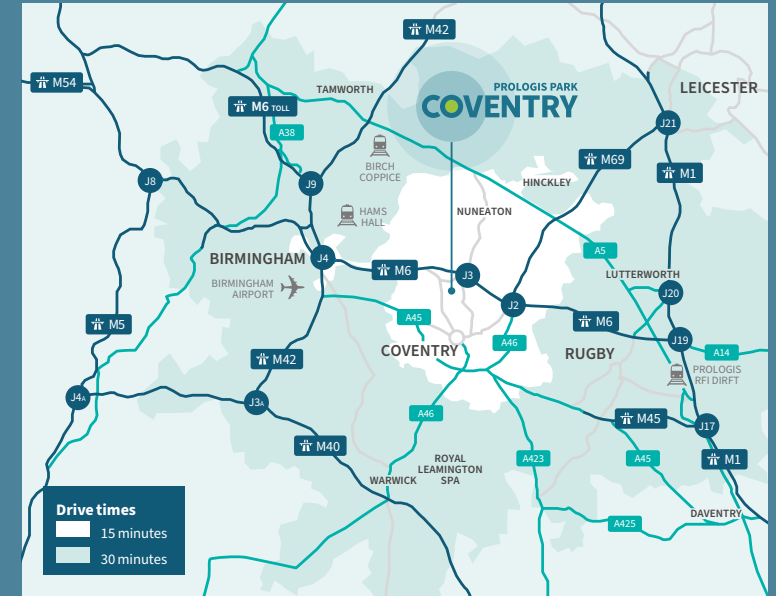 M42
M54
PROLOGIS PARK
COVENTRY
LEICESTER
TAMWORTH
M6 TOLL
A38
J21
BIRCH
COPPICE
M69
M1
J8
J9
HINCKLEY
HAMS
HALL
NUNEATON
A5
BIRMINGHAM
J4
M6
J3
LUTTERWORTH
BIRMINGHAM
AIRPORT
J20
J2
A45
M6
M5
A46
J19
COVENTRY
RUGBY
A14
M42
PROLOGIS
RFI DIRFT
J4A
J3A
A46
M45
J17
M40
ROYAL
LEAMINGTON
SPA
A423
A45
M1
WARWICK
DAVENTRY
A425
Drive times
15 minutes
30 minutes